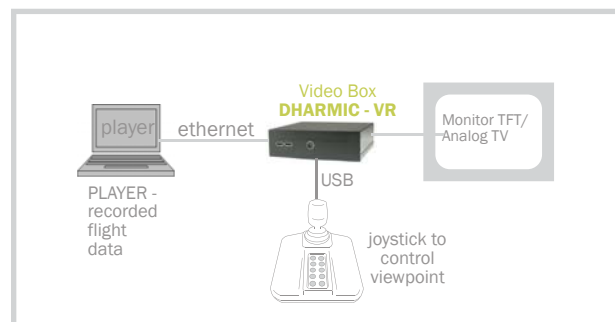 Video Box
DHARMIC - VR
player
ethernet
Monitor TFT/
Analog TV
USB
PLAYER -
recorded
flight
data
joystick to
control
viewpoint